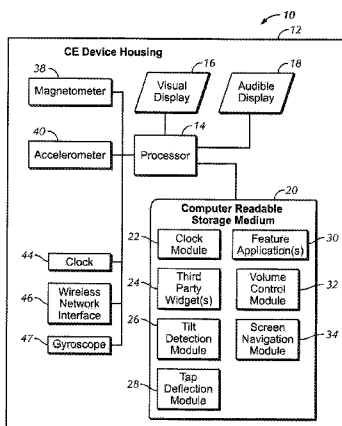 10
12
CE Device Housing
38
16
18
Magnetometer
Visual
Display
Audible
Display
40
14
Accelerometer
Processor
20
Computer Readable
Storage Medium
22
Clock
Module
Feature
Application(s)
30
44
Clock
24
Third
Party
Widget(s)
Volume
Control
Module
32
46
Wireless
Network
Interface
26
Tilt
Detection
Module
Screen
Navigation
Module
34
47
Gyroscope
28
Tap
Deflection
Module